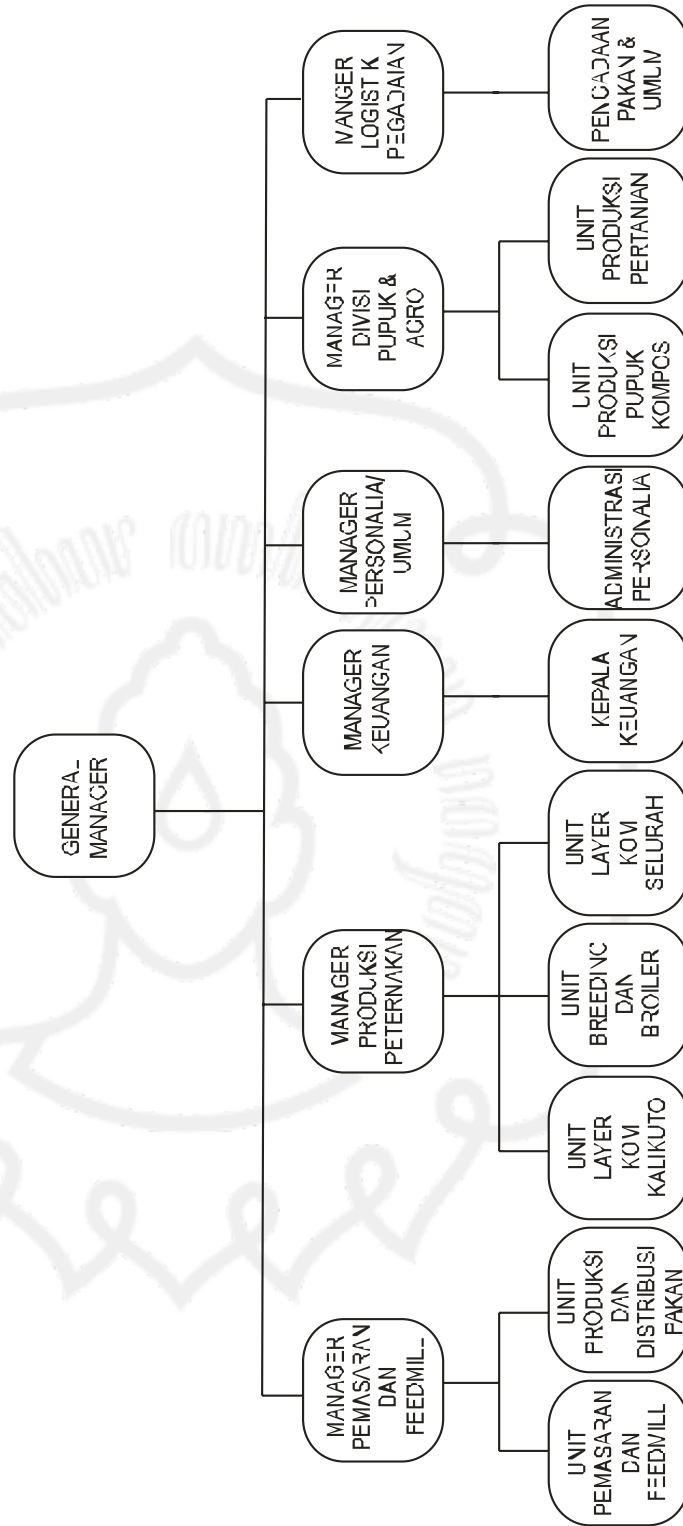 GENERAL
MANAGER
MANAGER
PEMASARAN
DAN
FEEDMILL
MANAGER
PRODUKSI
PETERNAKAN
MANAGER
KEUANGAN
MANAGER
PERSONALIA/
UMUM
MANAGER
DIVISI
PUPUK &
AGRO
MANGER
LOGISTIK
PEGADAIAN
UNIT
PEMASARAN
DAN
FEEDMILL
UNIT
PRODUKSI
DAN
DISTRIBUSI
PAKAN
UNIT
LAYER
KOM
KALIKUTO
UNIT
BREEDING
DAN
BROILER
UNIT
LAYER
KOM
SELURAH
KEPALA
KEUANGAN
ADMINISTRASI
PERSONALIA
UNIT
PRODUKSI
PUPUK
KOMPOS
UNIT
PRODUKSI
PERTANIAN
PENGADAAN
PAKAN &
UMUM